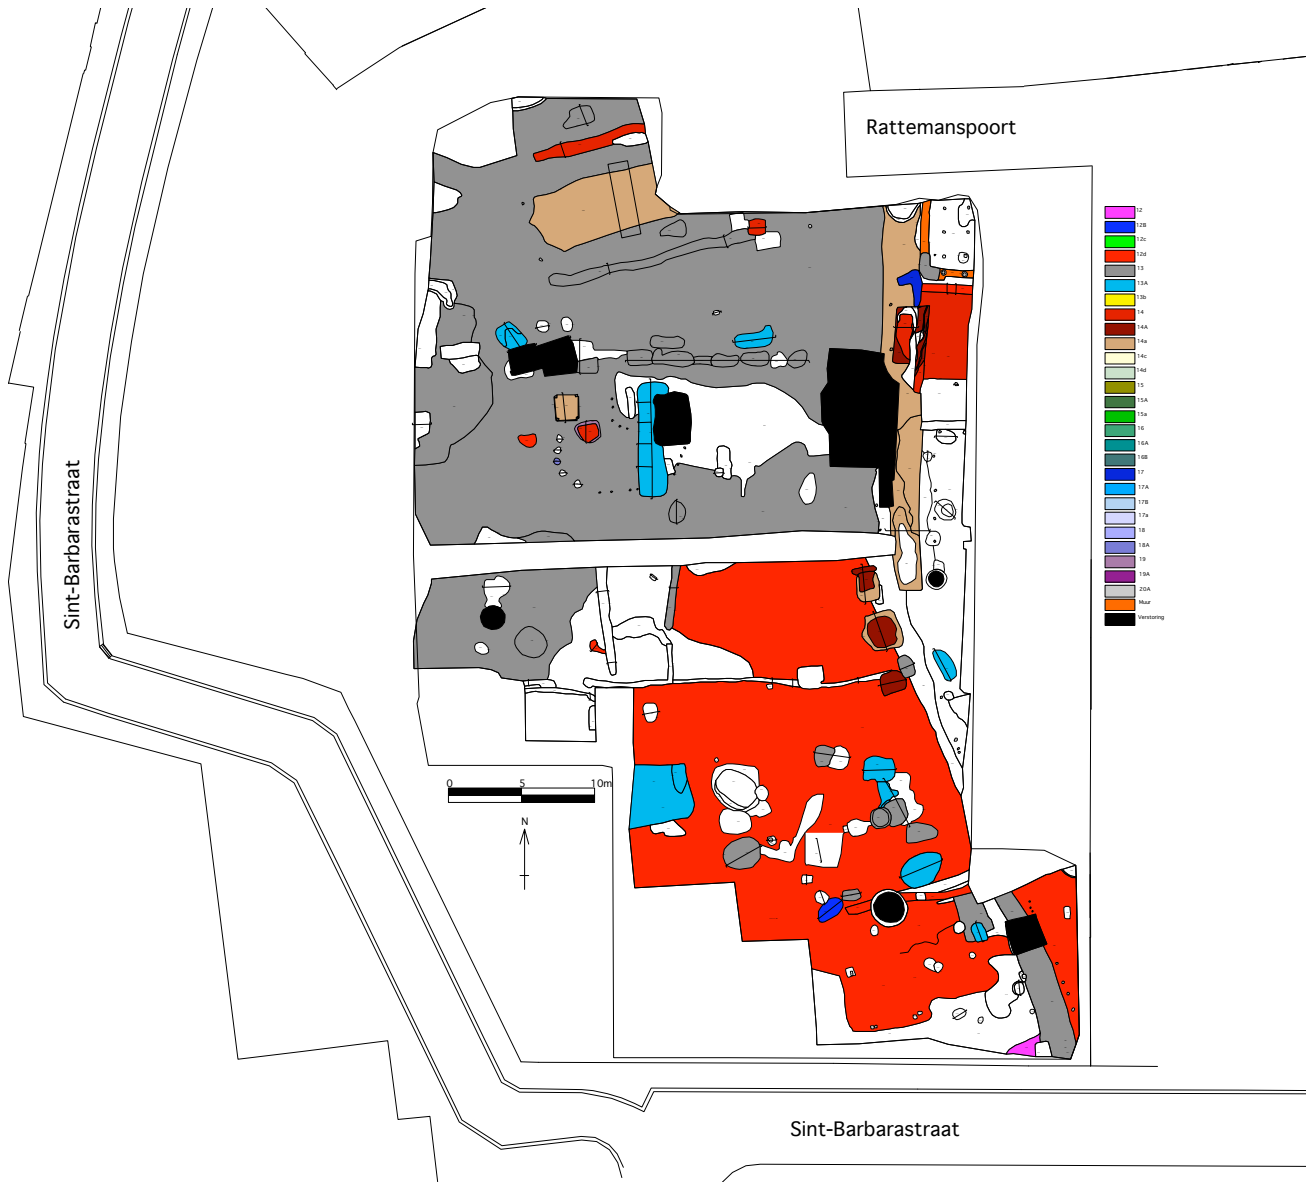 Rattemanspoort
12
12B
12c
12d
13
13A
13b
14
14A
14a
14c
14d
15
15A
15a
16
16A
16B
17
17A
17B
17a
18
18A
19
19A
20A
Muur
Verstoring
Sint-Barbarastraat
0 5 10m
N
Sint-Barbarastraat